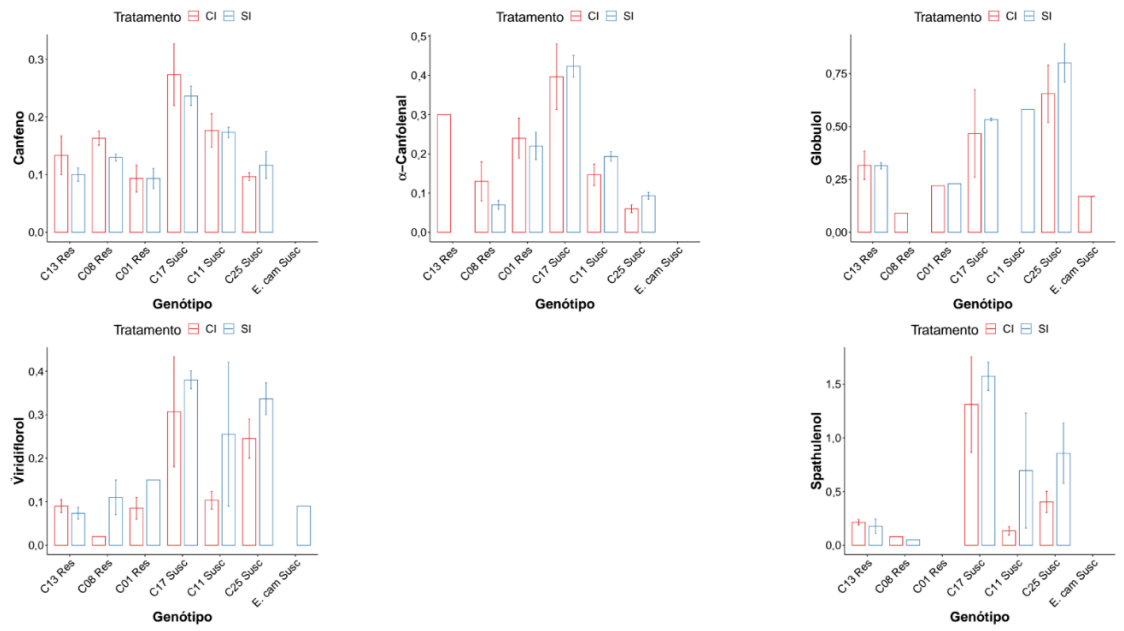 Tratamento CI SI
Canfeno
0,3
0,2
0,1
0,0
C13 Res
C08 Res
C01 Res
C17 Susc
C11 Susc
C25 Susc
E. cam Susc
Genótipo
Tratamento CI SI
α−Canfolenal
0,5
0,4
0,3
0,2
0,1
0,0
C13 Res
C08 Res
C01 Res
C17 Susc
C11 Susc
C25 Susc
E. cam Susc
Genótipo
Tratamento CI SI
Globulol
0,75
0,50
0,25
0,00
C13 Res
C08 Res
C01 Res
C17 Susc
C11 Susc
C25 Susc
E. cam Susc
Genótipo
Tratamento CI SI
Viridiflorol
0,4
0,3
0,2
0,1
0,0
C13 Res
C08 Res
C01 Res
C17 Susc
C11 Susc
C25 Susc
E. cam Susc
Genótipo
Tratamento CI SI
Spathulenol
1,5
1,0
0,5
0,0
C13 Res
C08 Res
C01 Res
C17 Susc
C11 Susc
C25 Susc
E. cam Susc
Genótipo